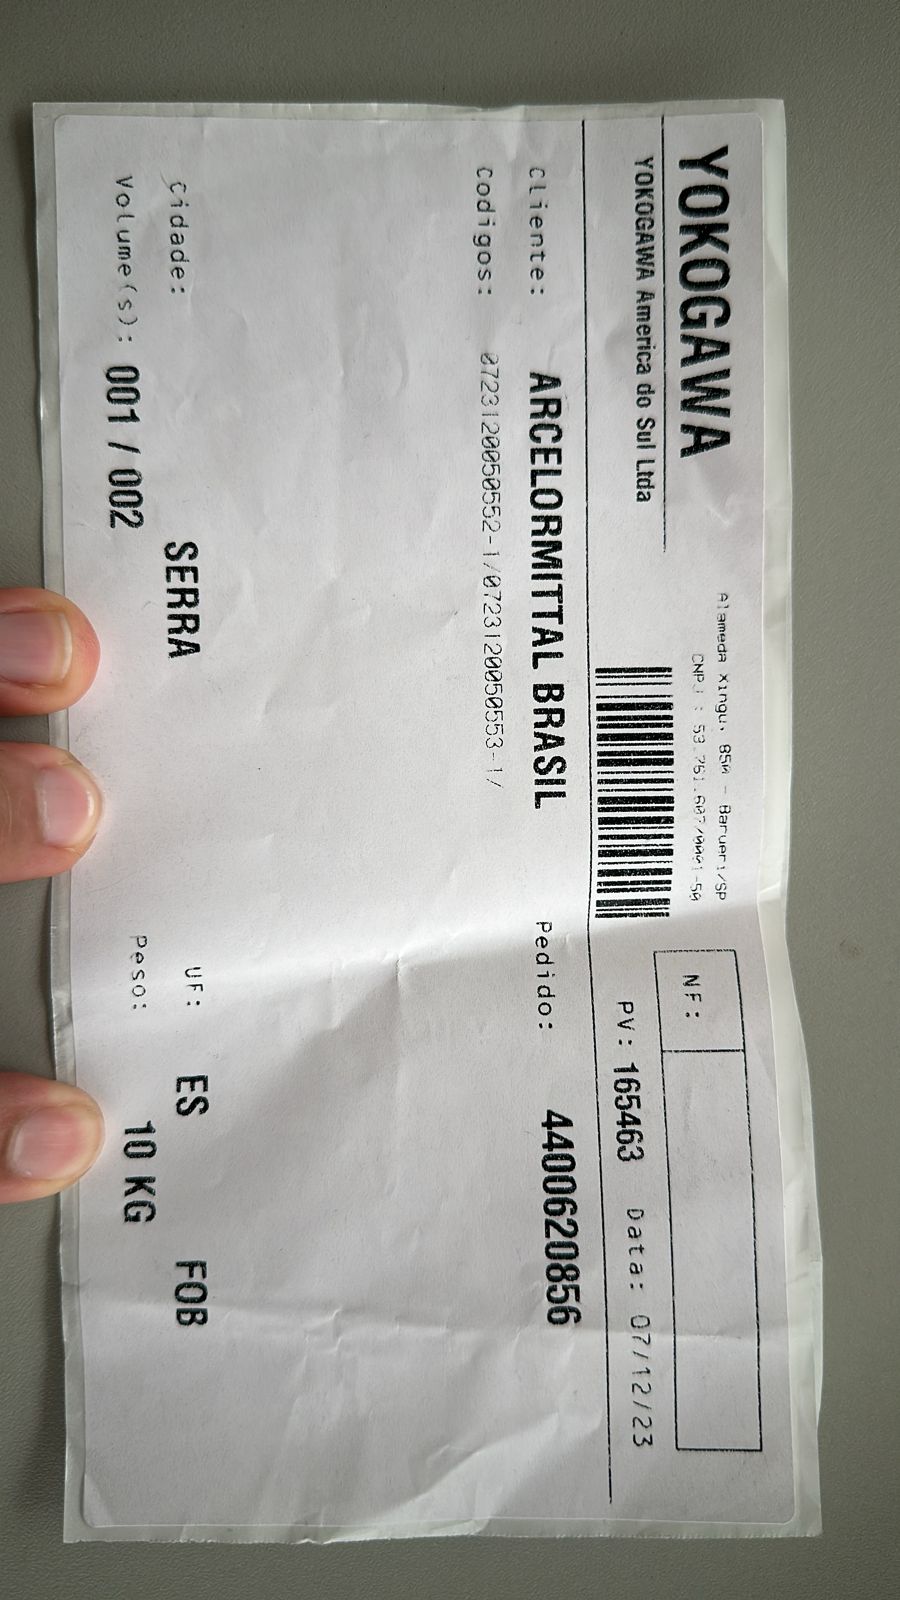 YOKOGAWA
YOKOGAWA America do Sul Ltda
Alameda Xingu, 850 - Barueri/SP
CNPJ : 53.761.607/0001-50
NF:
PV: 165463 Data: 07/12/23
Cliente: ARCELORMITTAL BRASIL Pedido: 4400620856
Codigos: 0723120050552-1/0723120050553-1/
Cidade: SERRA UF: ES FOB
Volume(s): 001 / 002 Peso: 10 KG